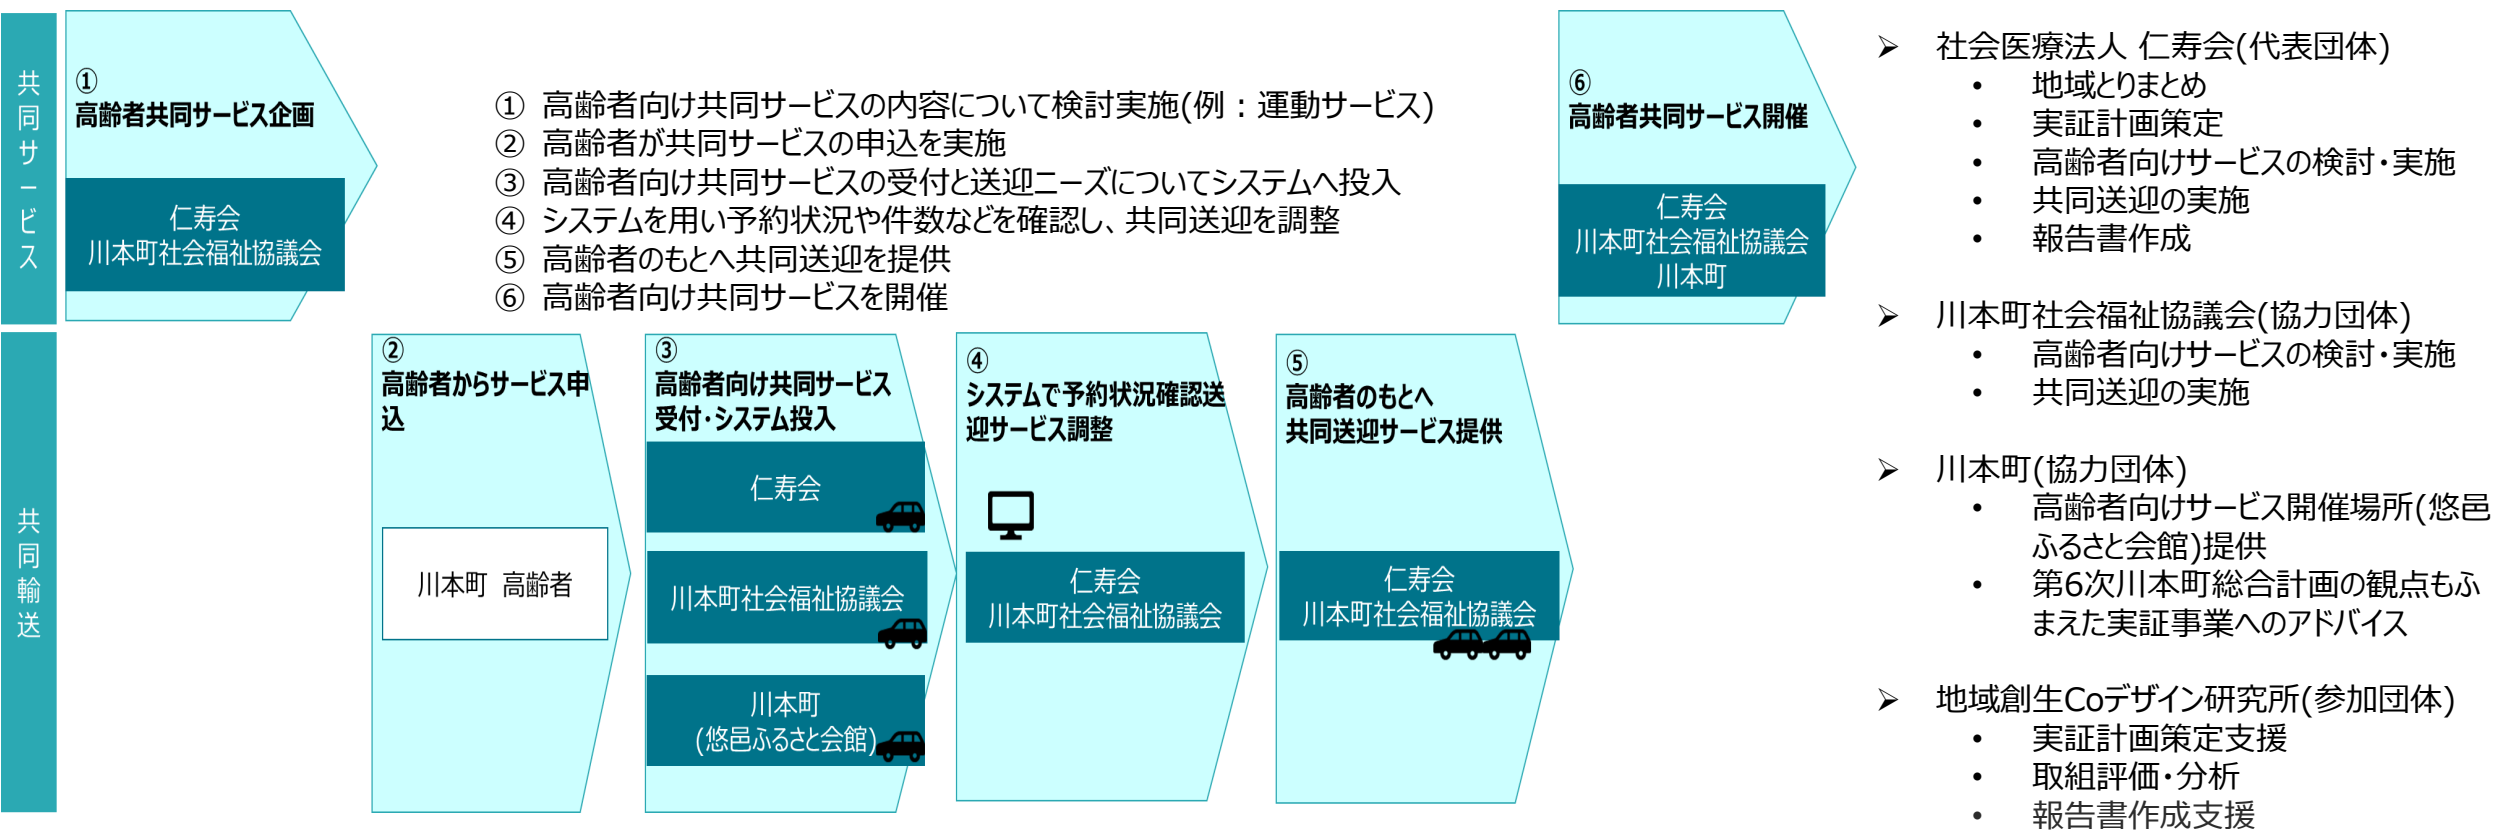 共同サービス
①
高齢者共同サービス企画
仁寿会
川本町社会福祉協議会
① 高齢者向け共同サービスの内容について検討実施(例：運動サービス)
② 高齢者が共同サービスの申込を実施
③ 高齢者向け共同サービスの受付と送迎ニーズについてシステムへ投入
④ システムを用い予約状況や件数などを確認し、共同送迎を調整
⑤ 高齢者のもとへ共同送迎を提供
⑥ 高齢者向け共同サービスを開催
⑥
高齢者共同サービス開催
仁寿会
川本町社会福祉協議会
川本町
共同輸送
②
高齢者からサービス申
込
川本町 高齢者
③
高齢者向け共同サービス
受付・システム投入
仁寿会
川本町社会福祉協議会
川本町
(悠邑ふるさと会館)
④
システムで予約状況確認送
迎サービス調整
仁寿会
川本町社会福祉協議会
⑤
高齢者のもとへ
共同送迎サービス提供
仁寿会
川本町社会福祉協議会
➢ 社会医療法人 仁寿会(代表団体)
• 地域とりまとめ
• 実証計画策定
• 高齢者向けサービスの検討・実施
• 共同送迎の実施
• 報告書作成
➢ 川本町社会福祉協議会(協力団体)
• 高齢者向けサービスの検討・実施
• 共同送迎の実施
➢ 川本町(協力団体)
• 高齢者向けサービス開催場所(悠邑
ふるさと会館)提供
• 第6次川本町総合計画の観点もふ
まえた実証事業へのアドバイス
➢ 地域創生Coデザイン研究所(参加団体)
• 実証計画策定支援
• 取組評価・分析
• 報告書作成支援